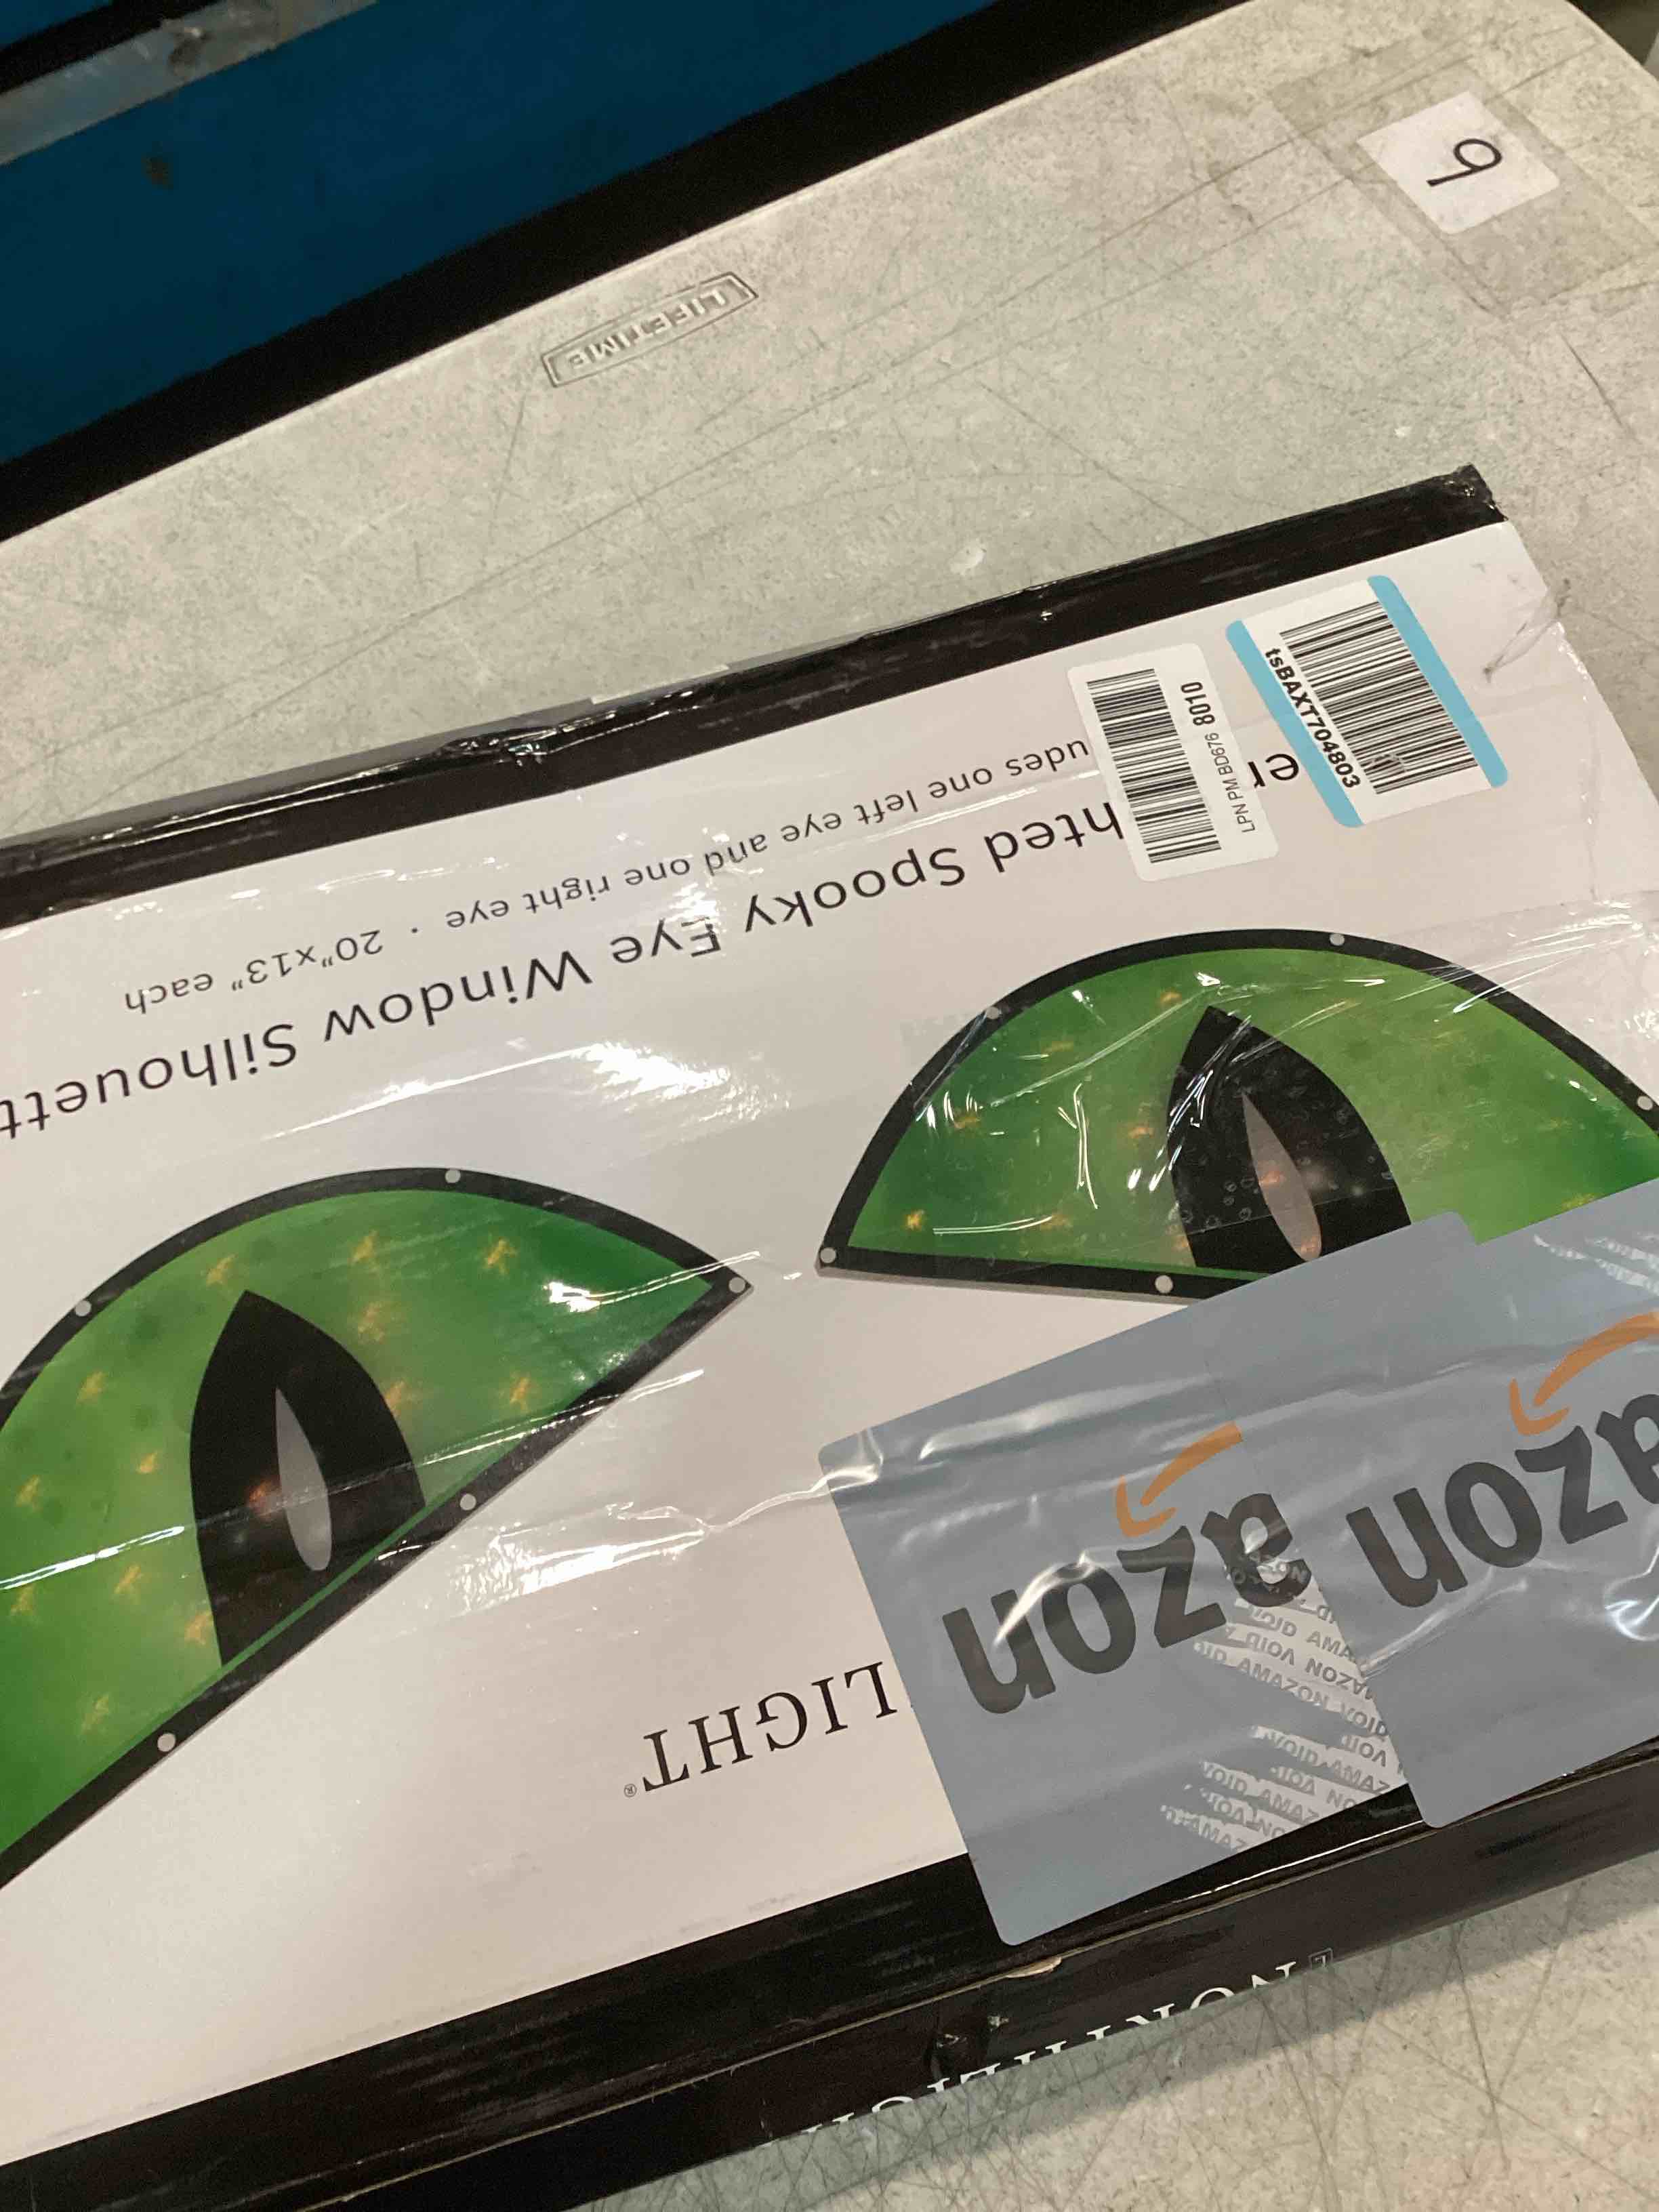 6
LIFETIME
tsBAXT704803
LPN PM BD676 8010
hted Spooky Eye Window Silhouett
udes one left eye and one right eye · 20"x13" each
LIGHT®
azon
azon
VOID AMAZON